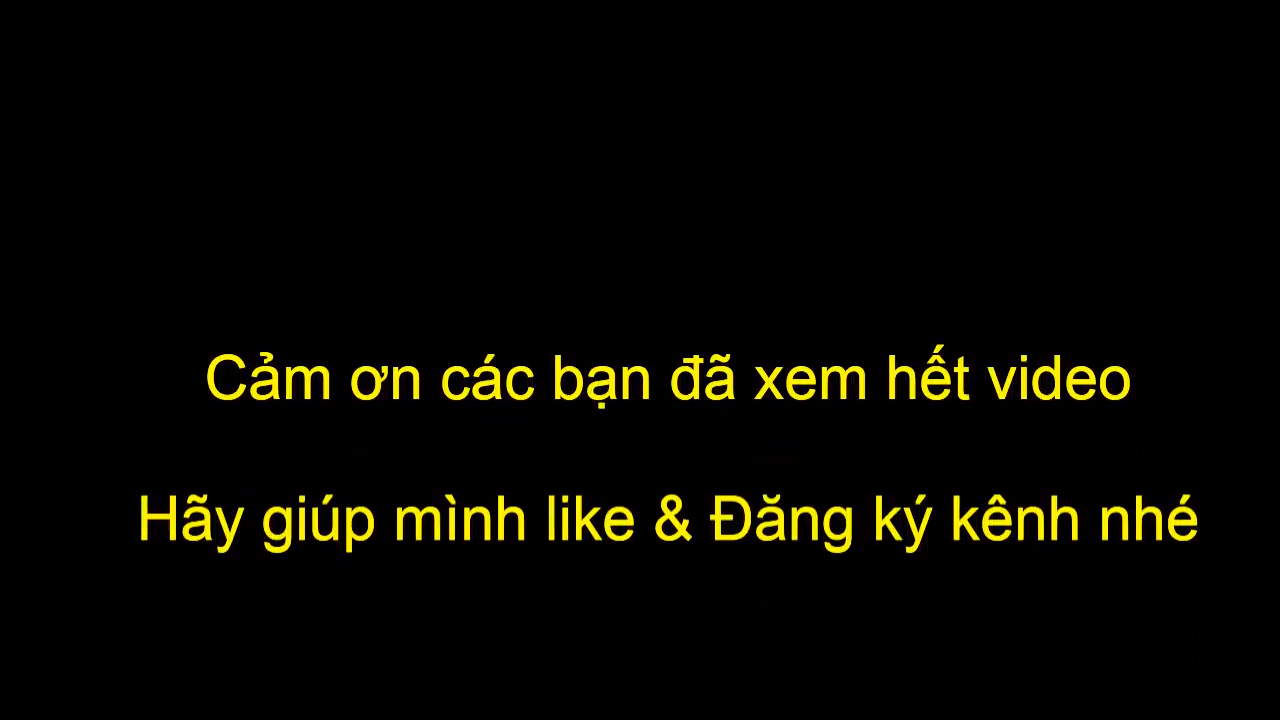 Cảm ơn các bạn đã xem hết video
Hãy giúp mình like & Đăng ký kênh nhé